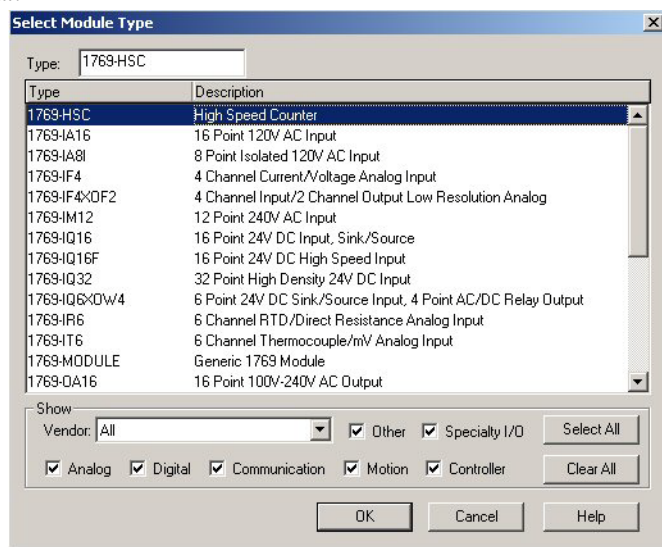 Select Module Type
Type: 1769-HSC
Type Description
1769-HSC High Speed Counter
1769-IA16 16 Point 120V AC Input
1769-IA8I 8 Point Isolated 120V AC Input
1769-IF4 4 Channel Current/Voltage Analog Input
1769-IF4XOF2 4 Channel Input/2 Channel Output Low Resolution Analog
1769-IM12 12 Point 240V AC Input
1769-IQ16 16 Point 24V DC Input, Sink/Source
1769-IQ16F 16 Point 24V DC High Speed Input
1769-IQ32 32 Point High Density 24V DC Input
1769-IQ6XOW4 6 Point 24V DC Sink/Source Input, 4 Point AC/DC Relay Output
1769-IR6 6 Channel RTD/Direct Resistance Analog Input
1769-IT6 6 Channel Thermocouple/mV Analog Input
1769-MODULE Generic 1769 Module
1769-OA16 16 Point 100V-240V AC Output
Show
Vendor: All Other Specialty I/O Select All
Analog Digital Communication Motion Controller Clear All
OK Cancel Help